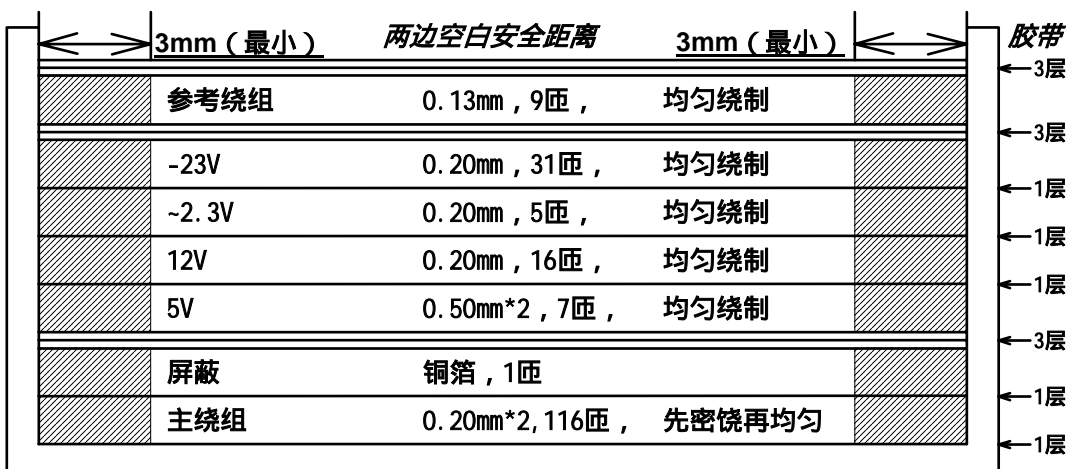 3mm（最小） 两边空白安全距离 3mm（最小） 胶带
3层
参考绕组 0.13mm，9匝， 均匀绕制
3层
-23V 0.20mm，31匝， 均匀绕制
1层
~2.3V 0.20mm，5匝， 均匀绕制
1层
12V 0.20mm，16匝， 均匀绕制
1层
5V 0.50mm*2，7匝， 均匀绕制
3层
屏蔽 铜箔，1匝
1层
主绕组 0.20mm*2,116匝， 先密饶再均匀
1层